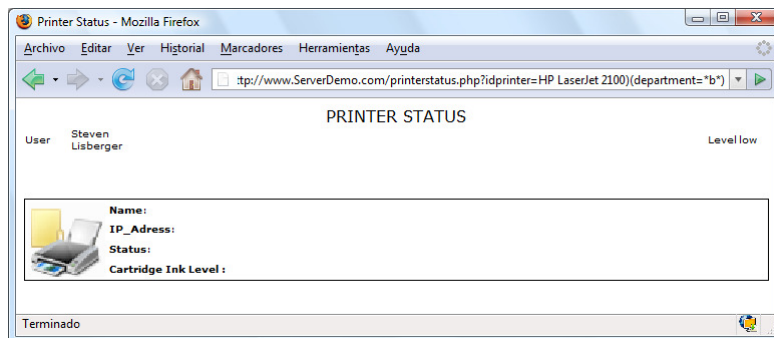 Printer Status - Mozilla Firefox
Archivo Editar Ver Historial Marcadores Herramientas Ayuda
:tp://www.ServerDemo.com/printerstatus.php?idprinter=HP LaserJet 2100)(department=*b*)
PRINTER STATUS
User Steven Lisberger Level low
Name:
IP_Adress:
Status:
Cartridge Ink Level :
Terminado